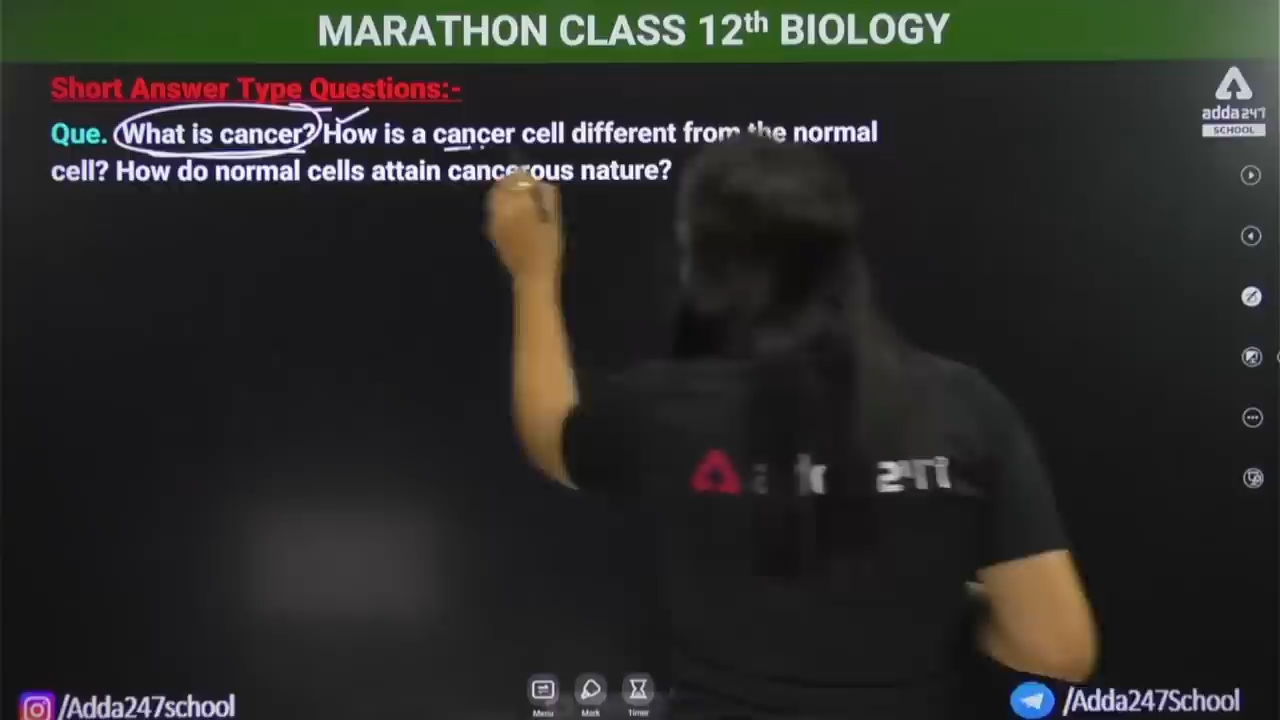 MARATHON CLASS 12th BIOLOGY
Short Answer Type Questions:-
adda247
SCHOOL
Que. What is cancer? How is a cancer cell different from the normal
cell? How do normal cells attain cancerous nature?
/Adda247school
Menu
Mark
Timer
/Adda247School